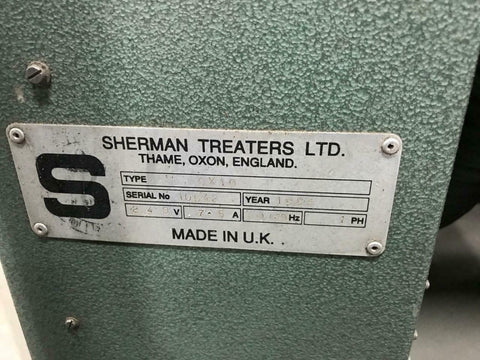 SHERMAN TREATERS LTD.
THAME, OXON, ENGLAND.
S
TYPE
SERIAL No YEAR
V A Hz PH
MADE IN U.K.